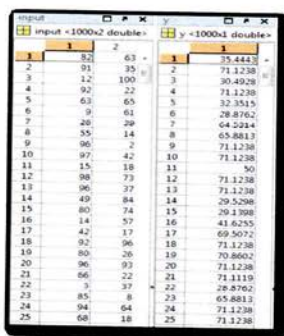 input
input <1000x2 double>
1 2
1 82 63
2 91 35
3 12 100
4 92 22
5 63 65
6 9 61
7 28 29
8 55 14
9 96 2
10 97 42
11 15 18
12 98 73
13 96 37
14 49 84
15 80 74
16 14 57
17 42 17
18 92 96
19 80 26
20 96 93
21 66 22
22 3 37
23 85 8
24 94 64
25 68 18
y
y <1000x1 double>
1
1 35.4443
2 71.1238
3 30.4928
4 71.1238
5 32.3515
6 28.8762
7
8 65.8813
9 71.1238
10 71.1238
11 50
12 71.1238
13 71.1238
14 29.5298
15 29.1398
16 41.6255
17 69.5072
18 71.1238
19 70.8602
20 71.1238
21 71.1119
22 28.8762
23 65.8813
24 71.1238
25 71.1238